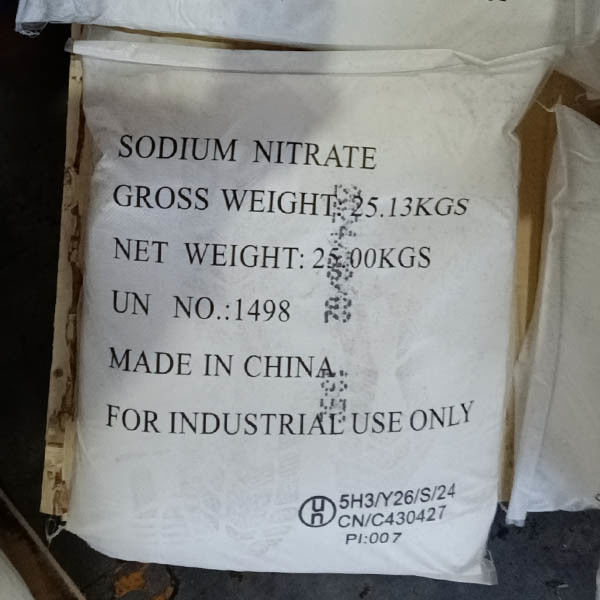 SODIUM NITRATE
GROSS WEIGHT: 25.13KGS
NET WEIGHT: 25.00KGS
UN NO.:1498
MADE IN CHINA
FOR INDUSTRIAL USE ONLY
un 5H3/Y26/S/24
CN/C430427
PI:007